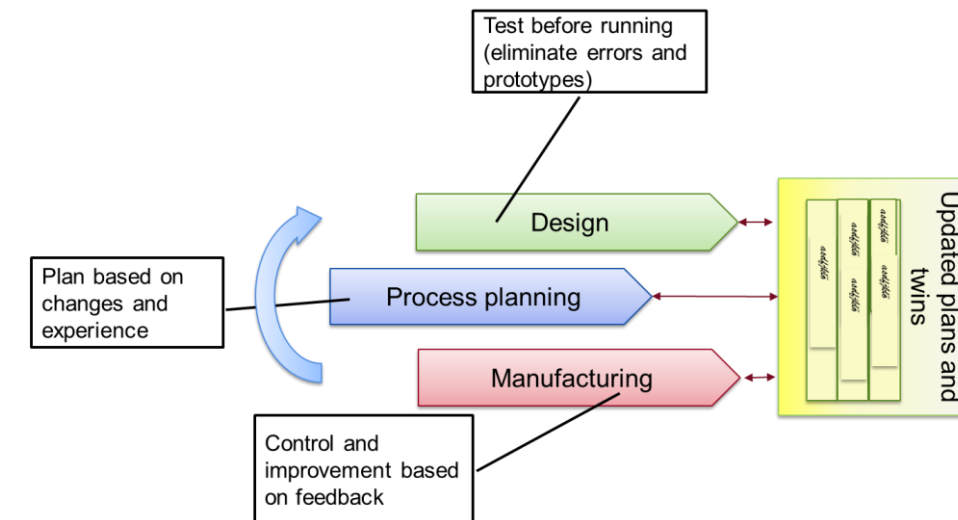 Test before running
(eliminate errors and
prototypes)
Design
Updated plans and
twins
Plan based on
changes and
experience
Process planning
Manufacturing
Control and
improvement based
on feedback